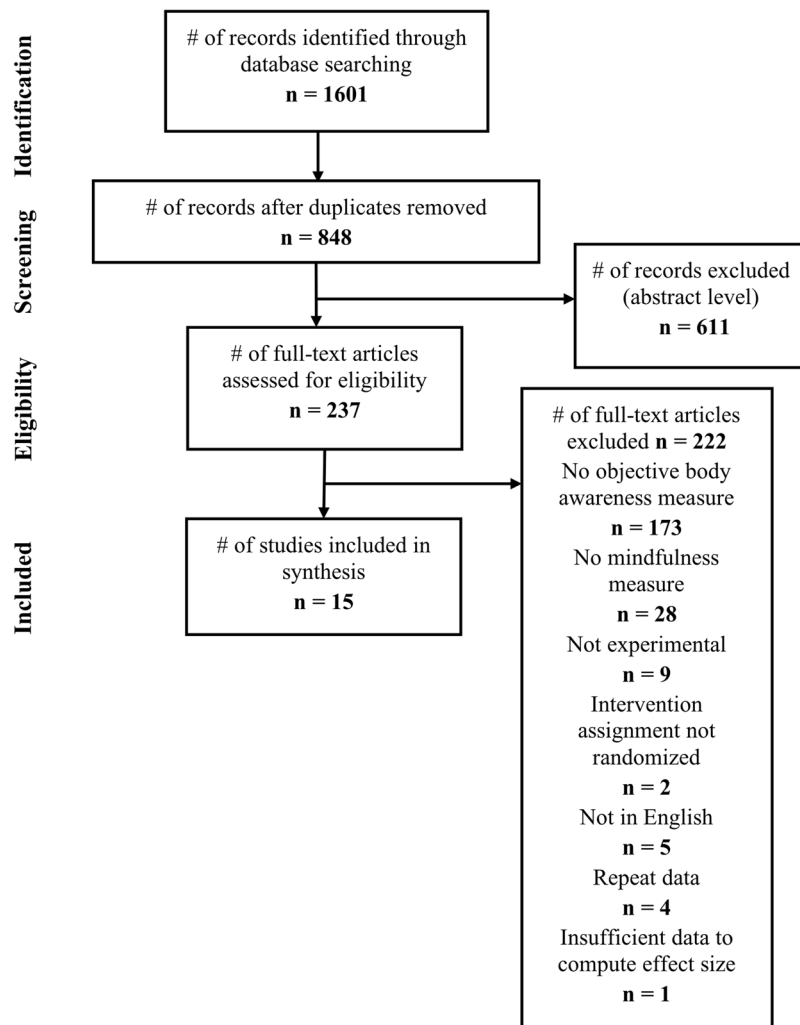 Identification
# of records identified through
database searching
n = 1601
Screening
# of records after duplicates removed
n = 848
# of records excluded
(abstract level)
n = 611
Eligibility
# of full-text articles
assessed for eligibility
n = 237
# of full-text articles
excluded n = 222
No objective body
awareness measure
n = 173
No mindfulness
measure
n = 28
Not experimental
n = 9
Intervention
assignment not
randomized
n = 2
Not in English
n = 5
Repeat data
n = 4
Insufficient data to
compute effect size
n = 1
Included
# of studies included in
synthesis
n = 15